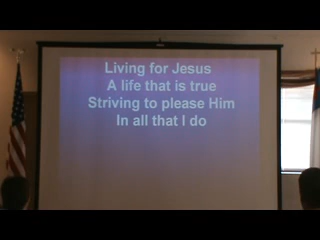 Living for Jesus
A life that is true
Striving to please Him
In all that I do